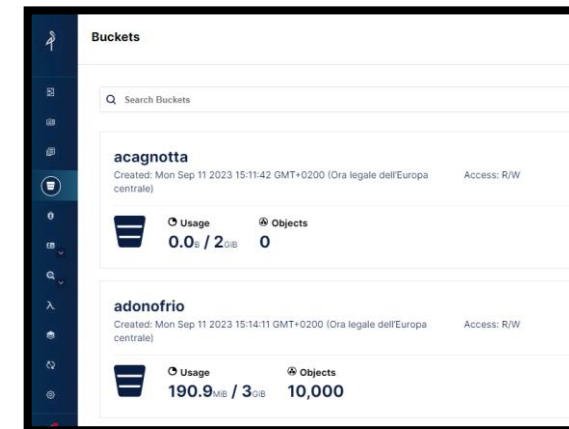 Buckets
Search Buckets
acagnotta
Created: Mon Sep 11 2023 15:11:42 GMT+0200 (Ora legale dell'Europa
centrale)
Access: R/W
Usage
Objects
0.0B / 2GiB
0
adonofrio
Created: Mon Sep 11 2023 15:14:11 GMT+0200 (Ora legale dell'Europa
centrale)
Access: R/W
Usage
Objects
190.9MiB / 3GiB
10,000